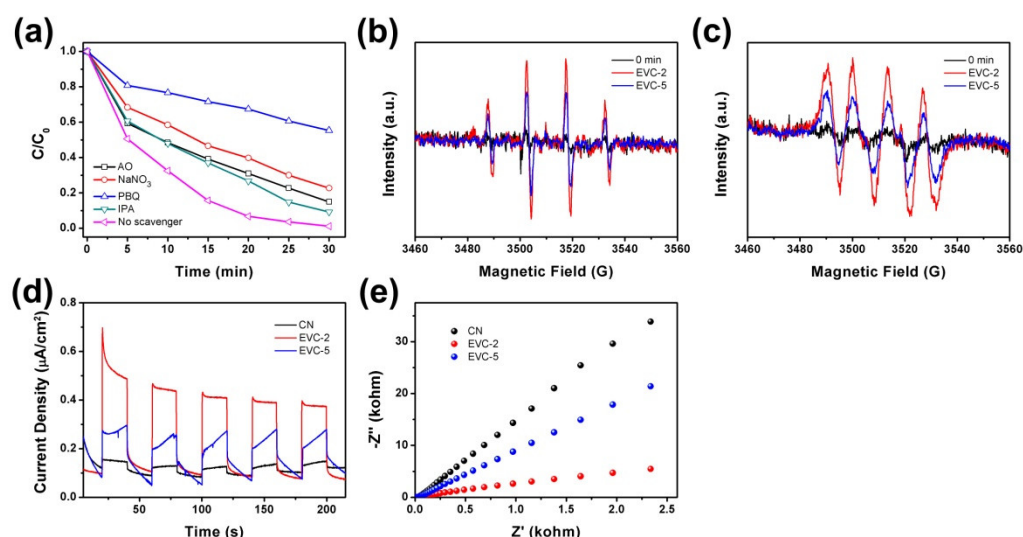 (a)
1.0
0.8
0.6
0.4
0.2
0.0
C/C0
AO
NaNO3
PBQ
IPA
No scavenger
0 5 10 15 20 25 30
Time (min)
(b)
Intensity (a.u.)
0 min
EVC-2
EVC-5
3460 3480 3500 3520 3540 3560
Magnetic Field (G)
(c)
Intensity (a.u.)
0 min
EVC-2
EVC-5
3460 3480 3500 3520 3540 3560
Magnetic Field (G)
(d)
0.8
0.6
0.4
0.2
0.0
Current Density (μA/cm²)
CN
EVC-2
EVC-5
50 100 150 200
Time (s)
(e)
30
20
10
0
-Z'' (kohm)
CN
EVC-2
EVC-5
0.0 0.5 1.0 1.5 2.0 2.5
Z' (kohm)